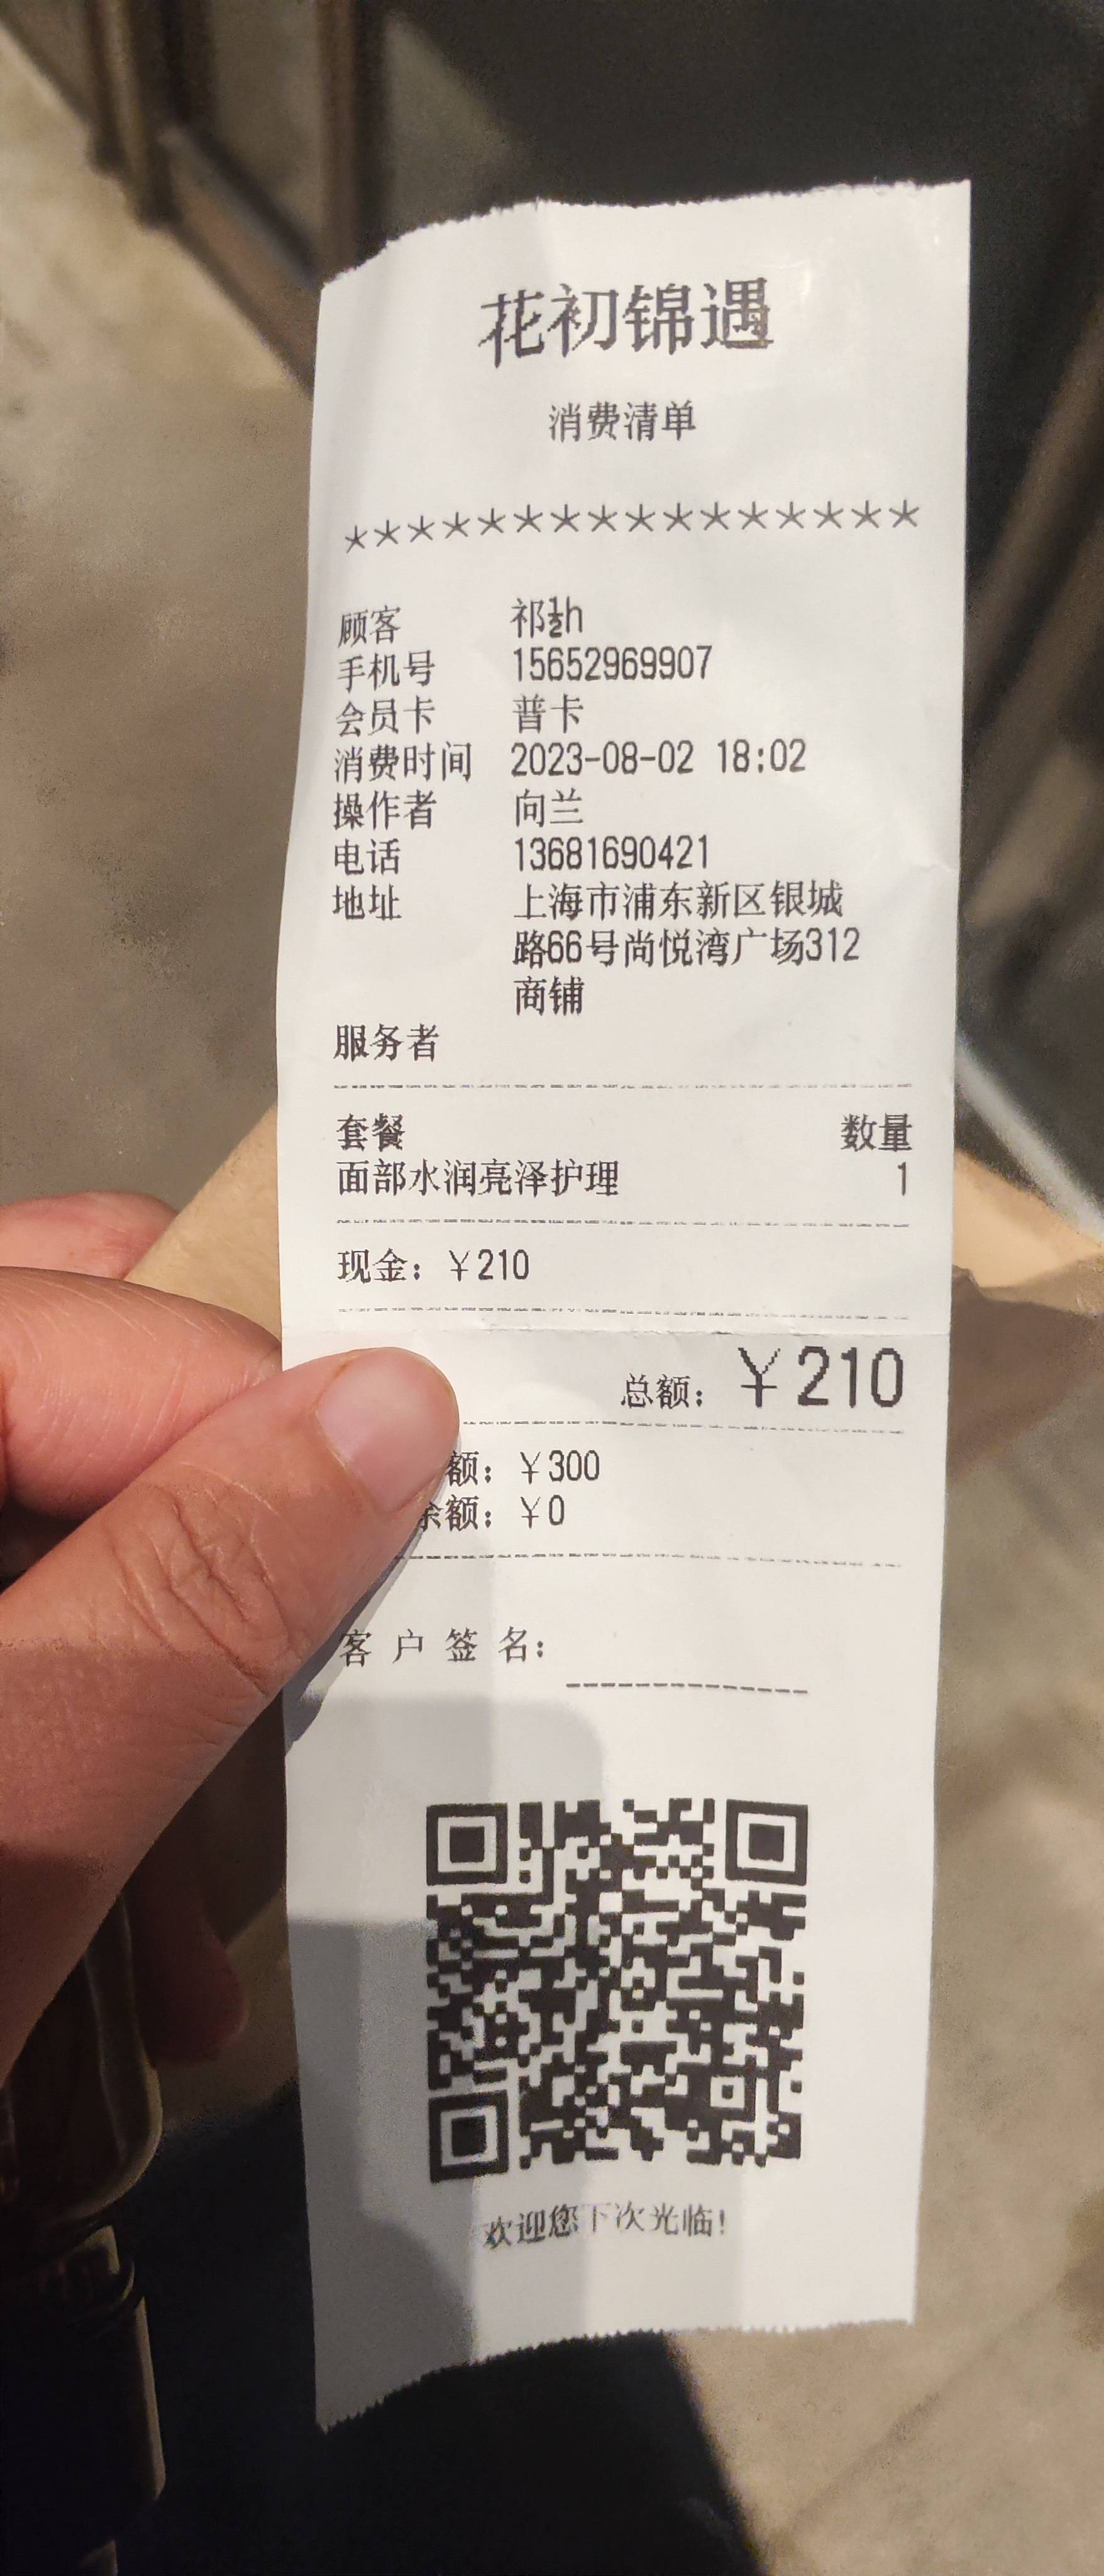 花初锦遇
消费清单
****************
顾客 祁½h
手机号 15652969907
会员卡 普卡
消费时间 2023-08-02 18:02
操作者 向兰
电话 13681690421
地址 上海市浦东新区银城
路66号尚悦湾广场312
商铺
服务者
套餐 数量
面部水润亮泽护理 1
现金：￥210
总额：￥210
额：￥300
余额：￥0
客户签名：
欢迎您下次光临!